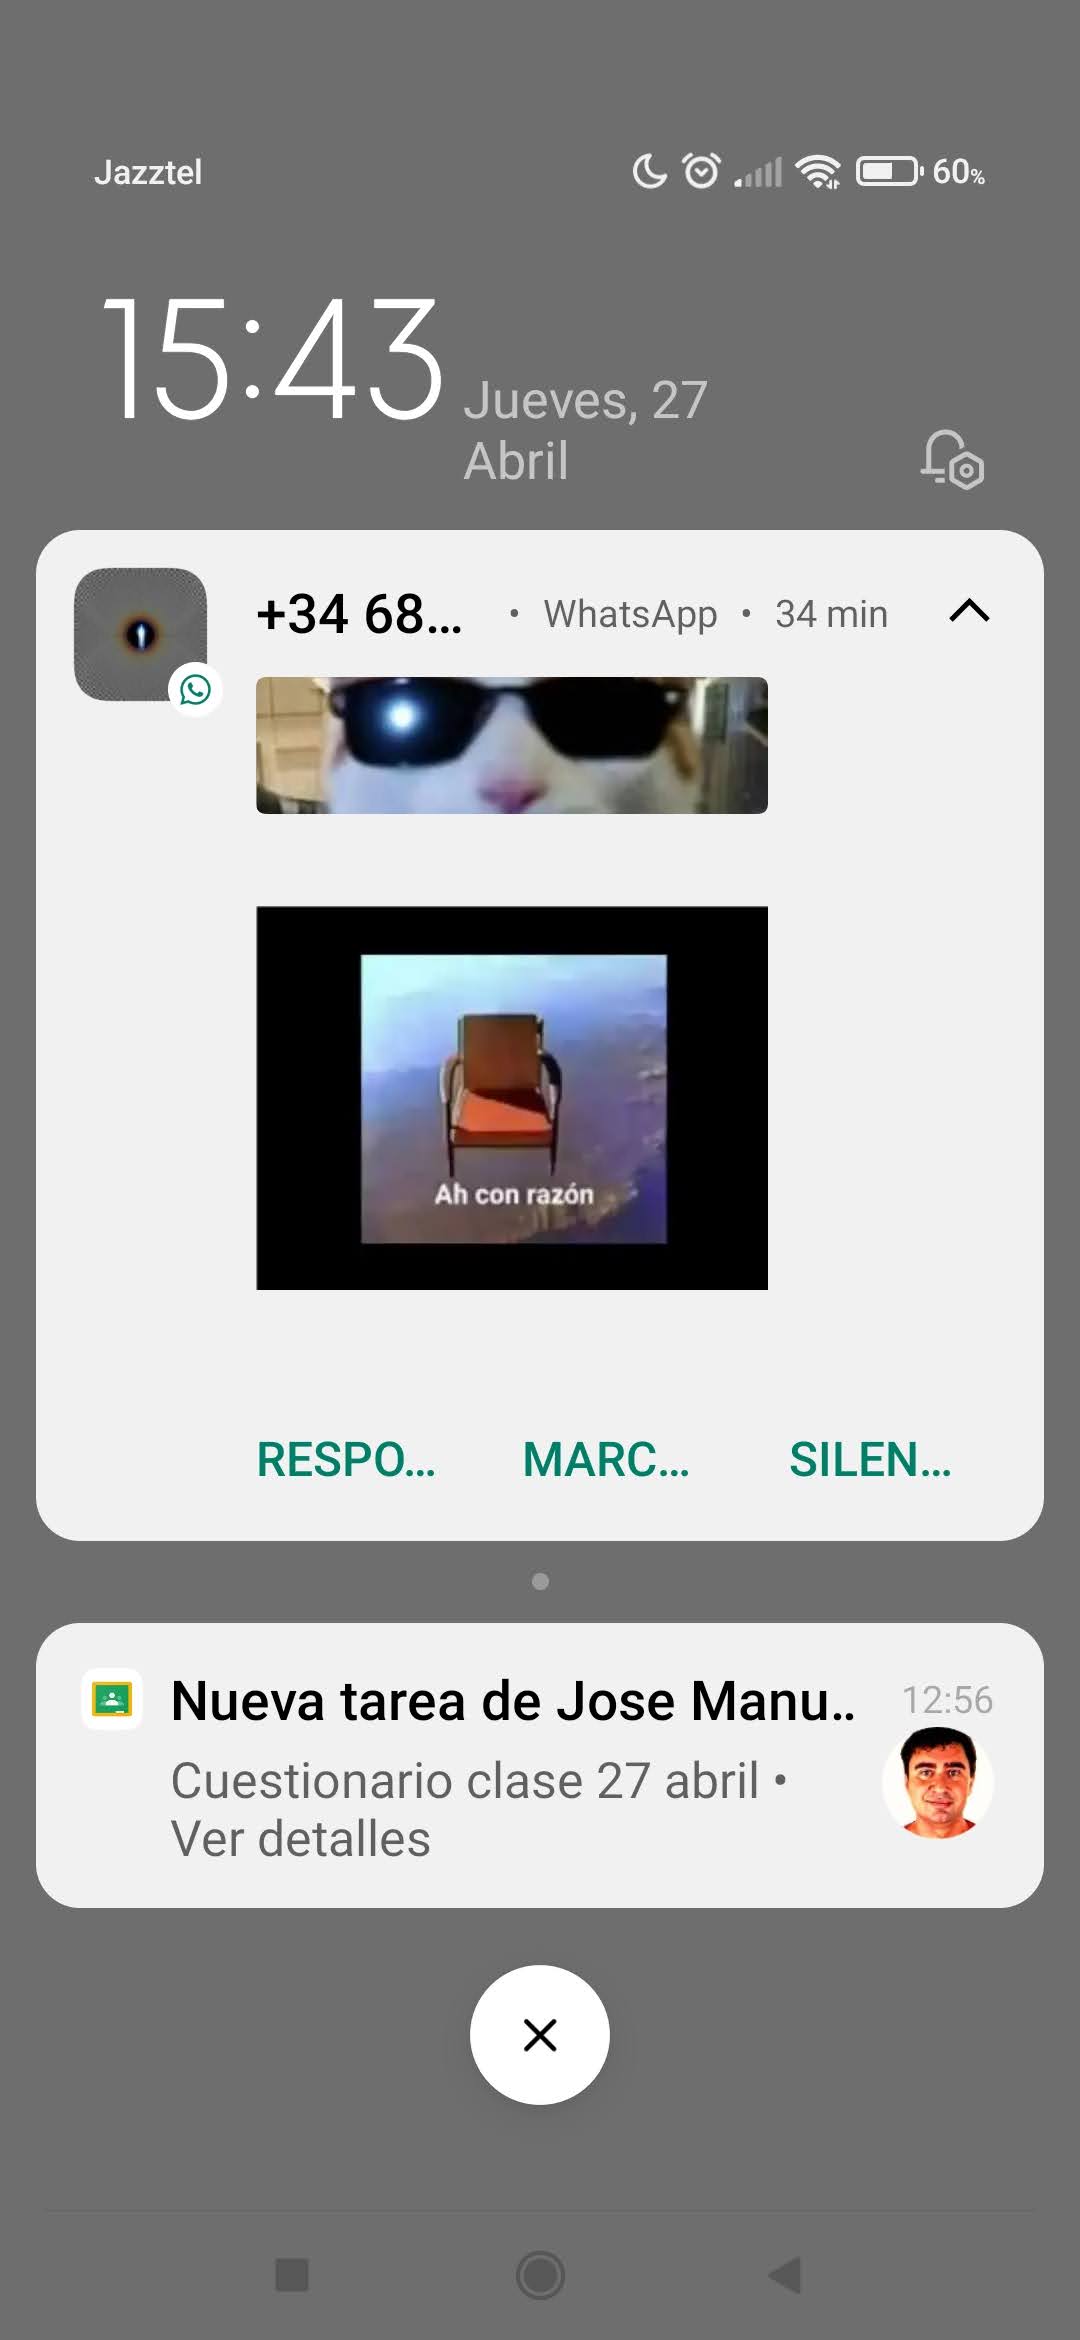 Jazztel
60%
15:43
Jueves, 27
Abril
+34 68… • WhatsApp • 34 min
Ah con razón
RESPO… MARC… SILEN…
Nueva tarea de Jose Manu.. 12:56
Cuestionario clase 27 abril •
Ver detalles